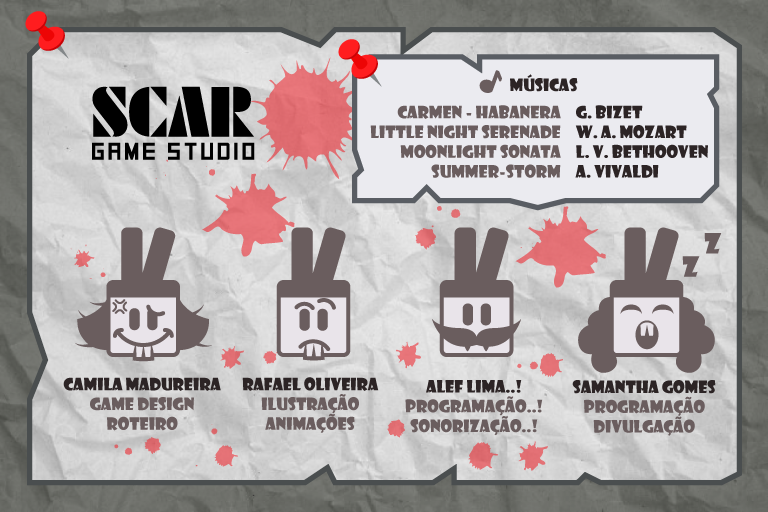 SCAR
GAME STUDIO
MÚSICAS
CARMEN - HABANERA G. BIZET
LITTLE NIGHT SERENADE W. A. MOZART
MOONLIGHT SONATA L. V. BETHOOVEN
SUMMER-STORM A. VIVALDI
Z
Z
CAMILA MADUREIRA
GAME DESIGN
ROTEIRO
RAFAEL OLIVEIRA
ILUSTRAÇÃO
ANIMAÇÕES
ALEF LIMA..!
PROGRAMAÇÃO..!
SONORIZAÇÃO..!
SAMANTHA GOMES
PROGRAMAÇÃO
DIVULGAÇÃO